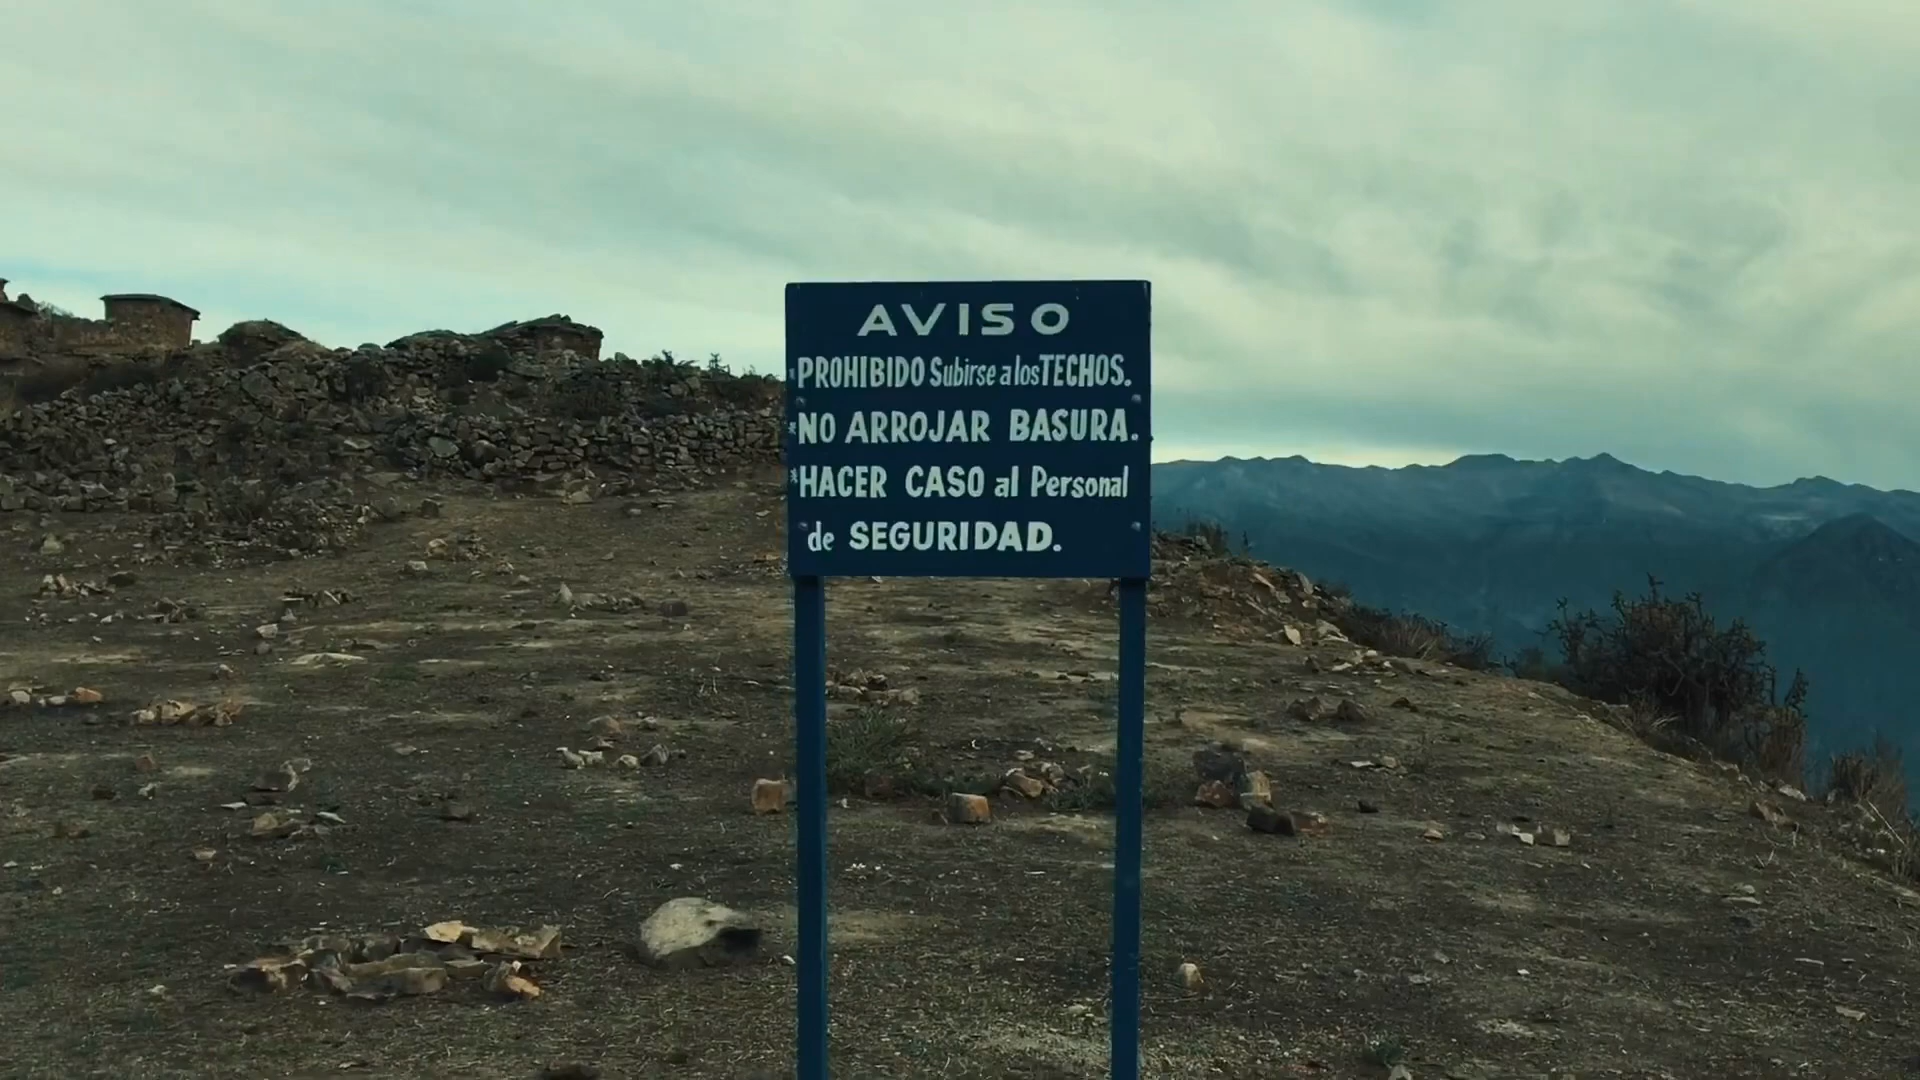 AVISO
*PROHIBIDO Subirse a los TECHOS.
*NO ARROJAR BASURA.
*HACER CASO al Personal
de SEGURIDAD.